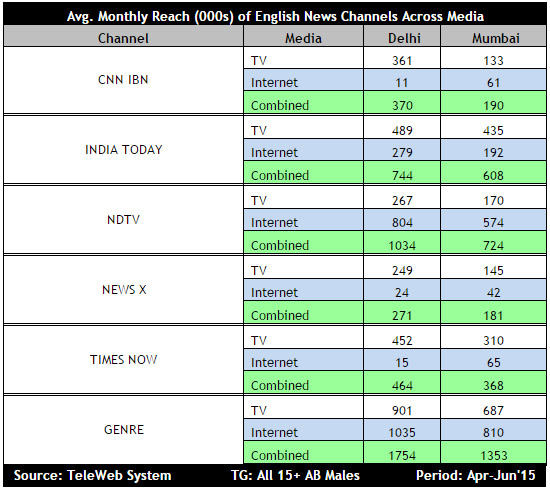 Avg. Monthly Reach (000s) of English News Channels Across Media
Channel Media Delhi Mumbai
CNN IBN
TV 361 133
Internet 11 61
Combined 370 190
INDIA TODAY
TV 489 435
Internet 279 192
Combined 744 608
NDTV
TV 267 170
Internet 804 574
Combined 1034 724
NEWS X
TV 249 145
Internet 24 42
Combined 271 181
TIMES NOW
TV 452 310
Internet 15 65
Combined 464 368
GENRE
TV 901 687
Internet 1035 810
Combined 1754 1353
Source: TeleWeb System TG: All 15+ AB Males Period: Apr-Jun'15